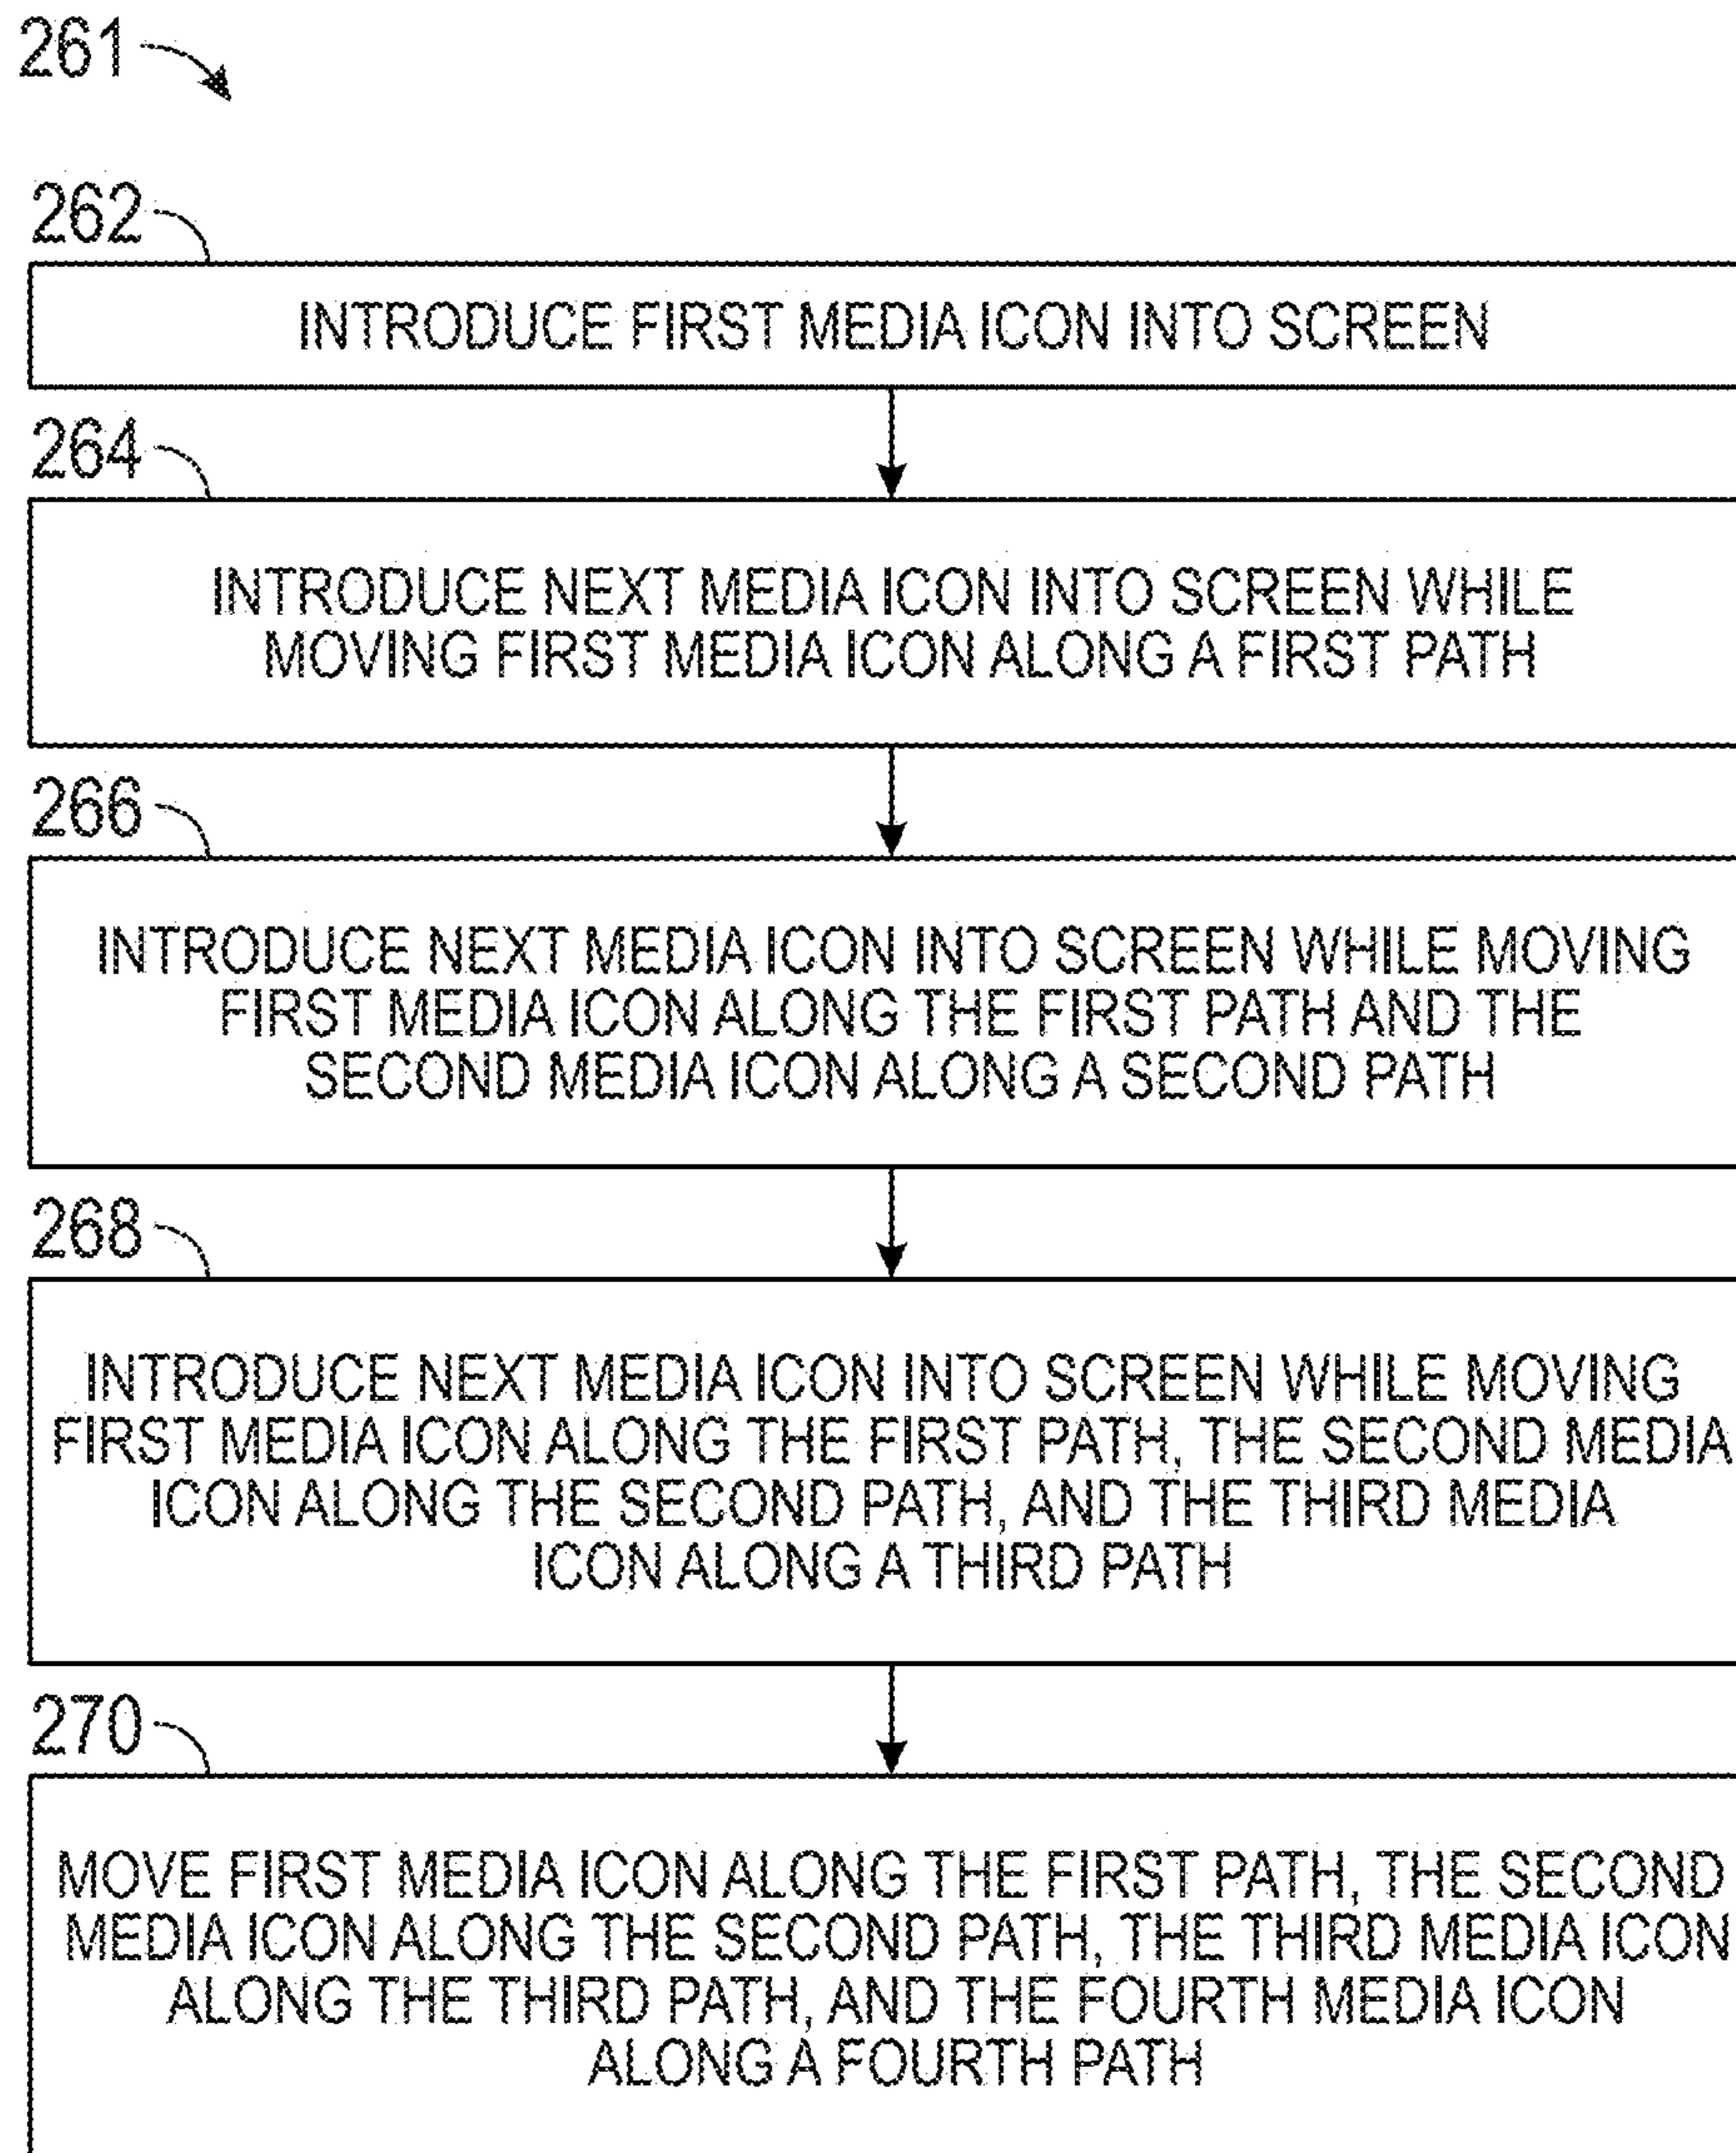 261
262
INTRODUCE FIRST MEDIA ICON INTO SCREEN
264
INTRODUCE NEXT MEDIA ICON INTO SCREEN WHILE
MOVING FIRST MEDIA ICON ALONG A FIRST PATH
266
INTRODUCE NEXT MEDIA ICON INTO SCREEN WHILE MOVING
FIRST MEDIA ICON ALONG THE FIRST PATH AND THE
SECOND MEDIA ICON ALONG A SECOND PATH
268
INTRODUCE NEXT MEDIA ICON INTO SCREEN WHILE MOVING
FIRST MEDIA ICON ALONG THE FIRST PATH, THE SECOND MEDIA
ICON ALONG THE SECOND PATH, AND THE THIRD MEDIA
ICON ALONG A THIRD PATH
270
MOVE FIRST MEDIA ICON ALONG THE FIRST PATH, THE SECOND
MEDIA ICON ALONG THE SECOND PATH, THE THIRD MEDIA ICON
ALONG THE THIRD PATH, AND THE FOURTH MEDIA ICON
ALONG A FOURTH PATH